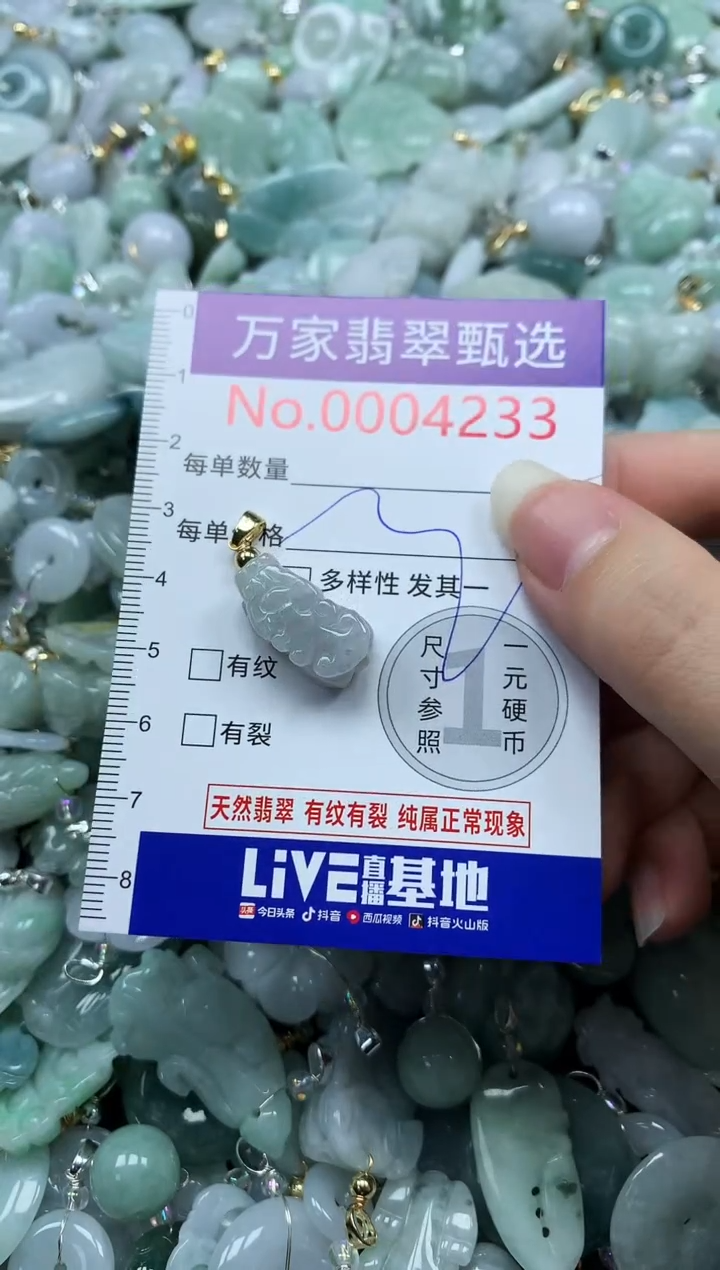 万家翡翠甄选
No.0004233
每单数量
每单 格
多样性 发其一
有纹
有裂
尺寸参照
1
一元硬币
天然翡翠 有纹有裂 纯属正常现象
LiVE直播基地
头条 今日头条 抖音 西瓜视频 抖音火山版
0
1
2
3
4
5
6
7
8